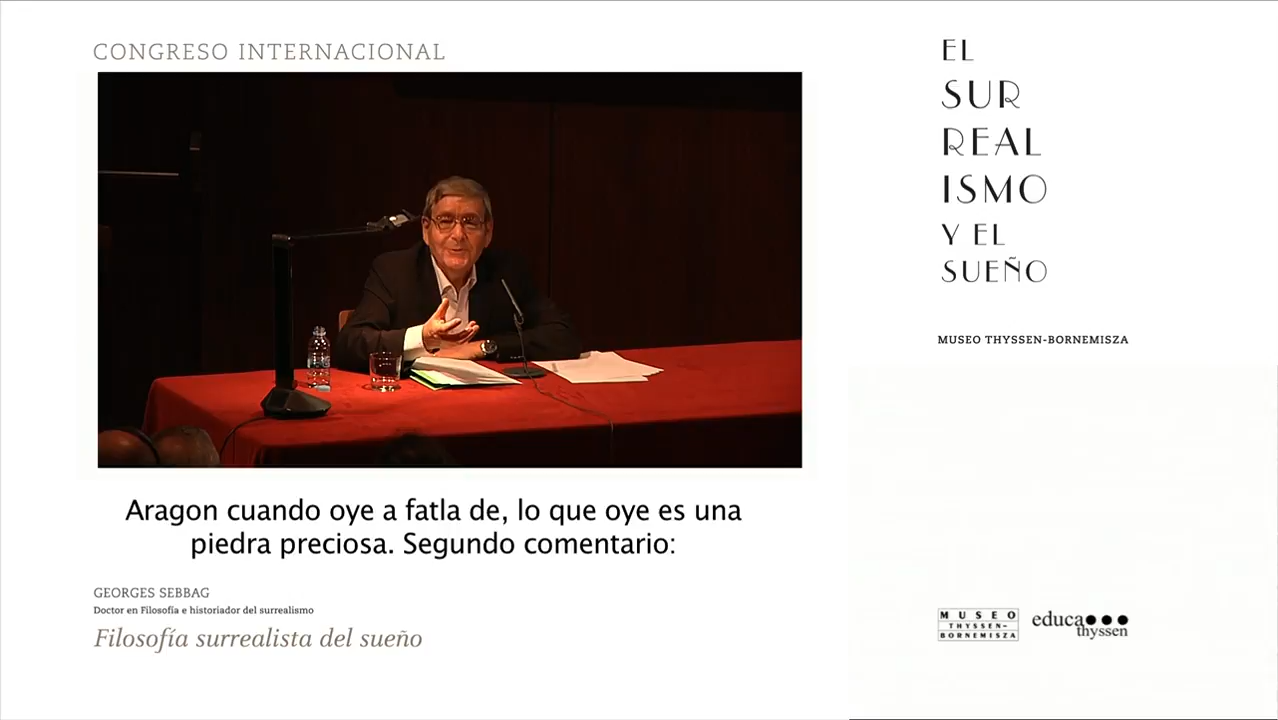 CONGRESO INTERNACIONAL
EL
SUR
REAL
ISMO
Y EL
SUEÑO
MUSEO THYSSEN-BORNEMISZA
Aragon cuando oye a fatla de, lo que oye es una
piedra preciosa. Segundo comentario:
GEORGES SEBBAG
Doctor en Filosofía e historiador del surrealismo
Filosofía surrealista del sueño
MUSEO
THYSSEN-
BORNEMISZA
educa
thyssen